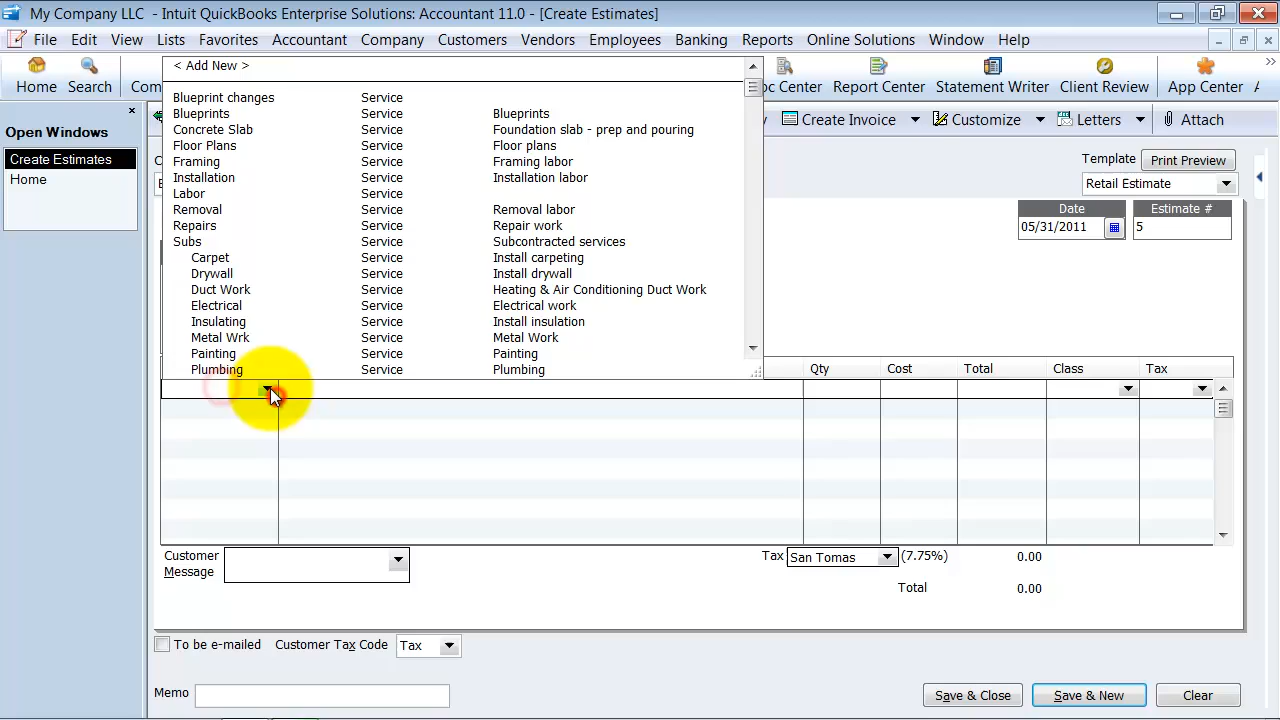 My Company LLC - Intuit QuickBooks Enterprise Solutions: Accountant 11.0 - [Create Estimates]
File Edit View Lists Favorites Accountant Company Customers Vendors Employees Banking Reports Online Solutions Window Help
Home Search Com oc Center Report Center Statement Writer Client Review App Center
Open Windows
Create Estimates
Home
< Add New >
Blueprint changes Service
Blueprints Service Blueprints
Concrete Slab Service Foundation slab - prep and pouring
Floor Plans Service Floor plans
Framing Service Framing labor
Installation Service Installation labor
Labor Service
Removal Service Removal labor
Repairs Service Repair work
Subs Service Subcontracted services
Carpet Service Install carpeting
Drywall Service Install drywall
Duct Work Service Heating & Air Conditioning Duct Work
Electrical Service Electrical work
Insulating Service Install insulation
Metal Wrk Service Metal Work
Painting Service Painting
Plumbing Service Plumbing
Create Invoice Customize Letters Attach
Template Print Preview
Retail Estimate
Date Estimate #
05/31/2011 5
Qty Cost Total Class Tax
Customer Message
Tax San Tomas (7.75%) 0.00
Total 0.00
To be e-mailed Customer Tax Code Tax
Memo
Save & Close Save & New Clear